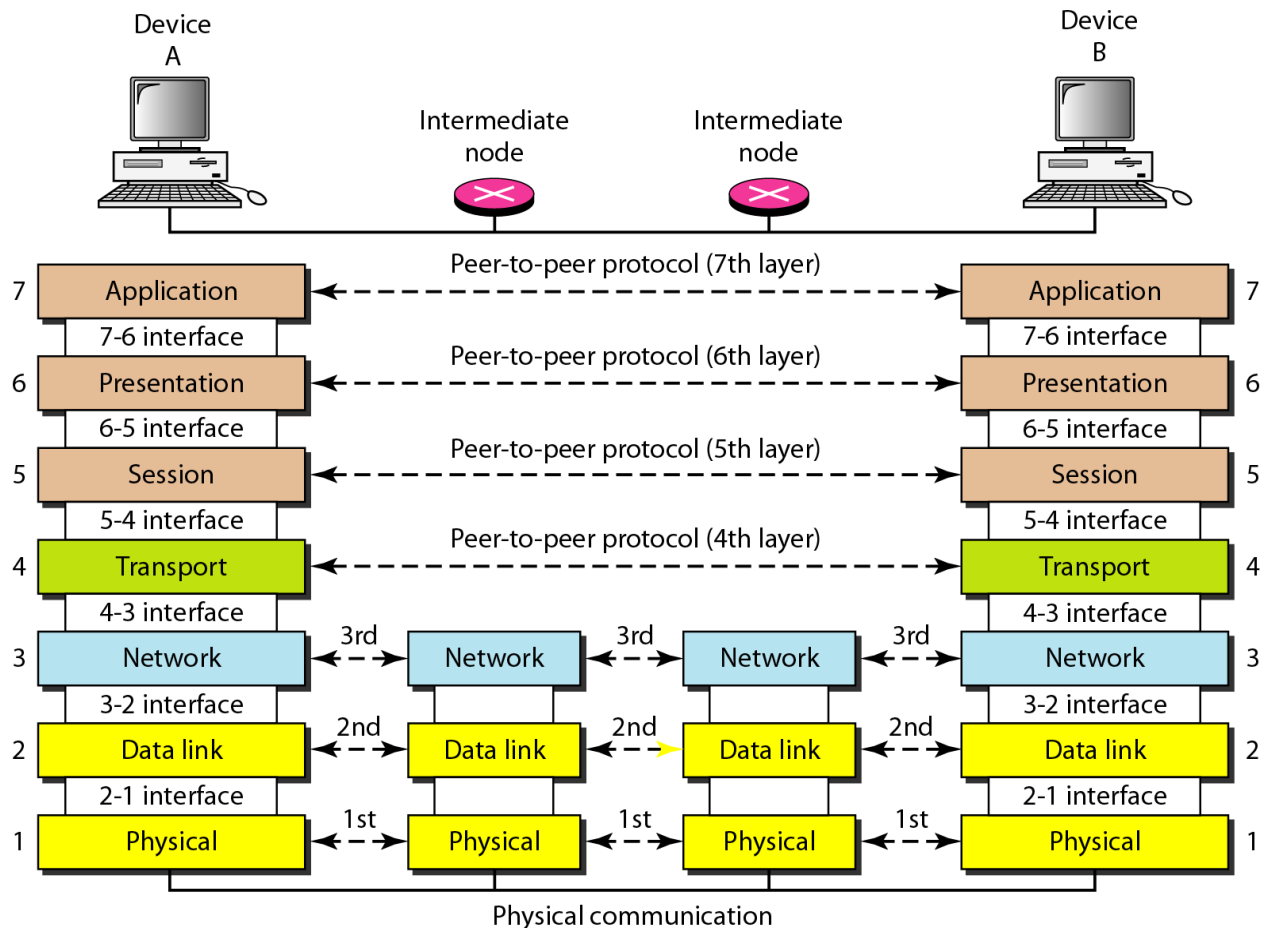 Device
A
Device
B
Intermediate
node
Intermediate
node
Peer-to-peer protocol (7th layer)
7 Application Application 7
7-6 interface 7-6 interface
Peer-to-peer protocol (6th layer)
6 Presentation Presentation 6
6-5 interface 6-5 interface
Peer-to-peer protocol (5th layer)
5 Session Session 5
5-4 interface 5-4 interface
Peer-to-peer protocol (4th layer)
4 Transport Transport 4
4-3 interface 4-3 interface
3rd 3rd 3rd
3 Network Network Network Network 3
3-2 interface 3-2 interface
2nd 2nd 2nd
2 Data link Data link Data link Data link 2
2-1 interface 2-1 interface
1st 1st 1st
1 Physical Physical Physical Physical 1
Physical communication